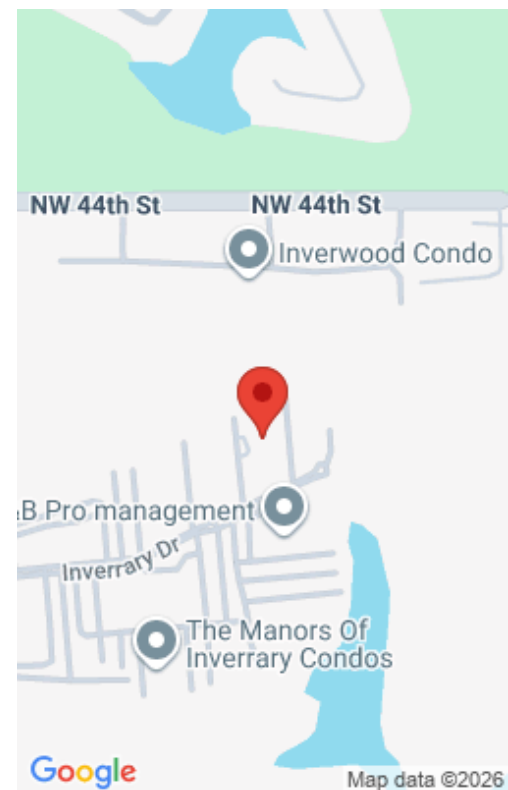 NW 44th St
NW 44th St
Inverwood Condo
B Pro management
Inverrary Dr
The Manors Of
Inverrary Condos
Google
Map data ©2026